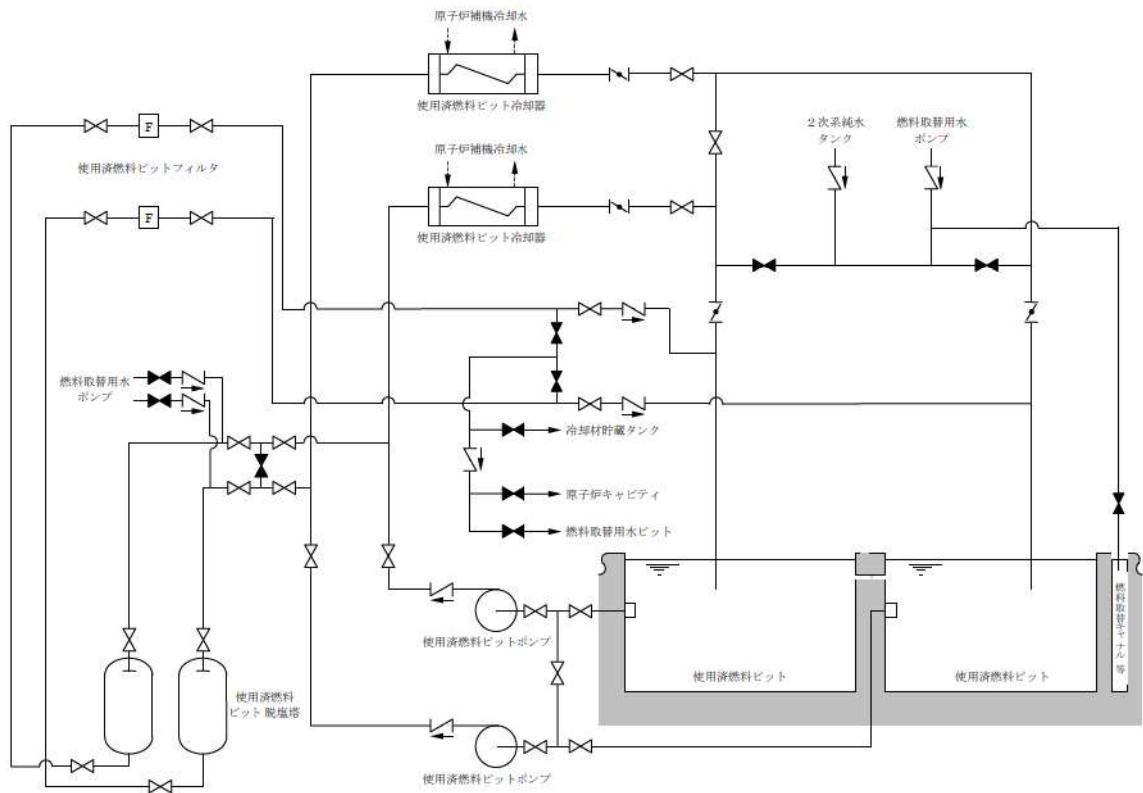 原子炉補機冷却水
使用済燃料ピット冷却器
F
使用済燃料ピットフィルタ
2次系純水
タンク
燃料取替用水
ポンプ
原子炉補機冷却水
使用済燃料ピット冷却器
F
燃料取替用水
ポンプ
冷却材貯蔵タンク
原子炉キャビティ
燃料取替用水ピット
使用済燃料ピットポンプ
使用済燃料ピット
使用済燃料ピット
燃料取替キャナル等
使用済燃料
ピット脱塩塔
使用済燃料ピットポンプ